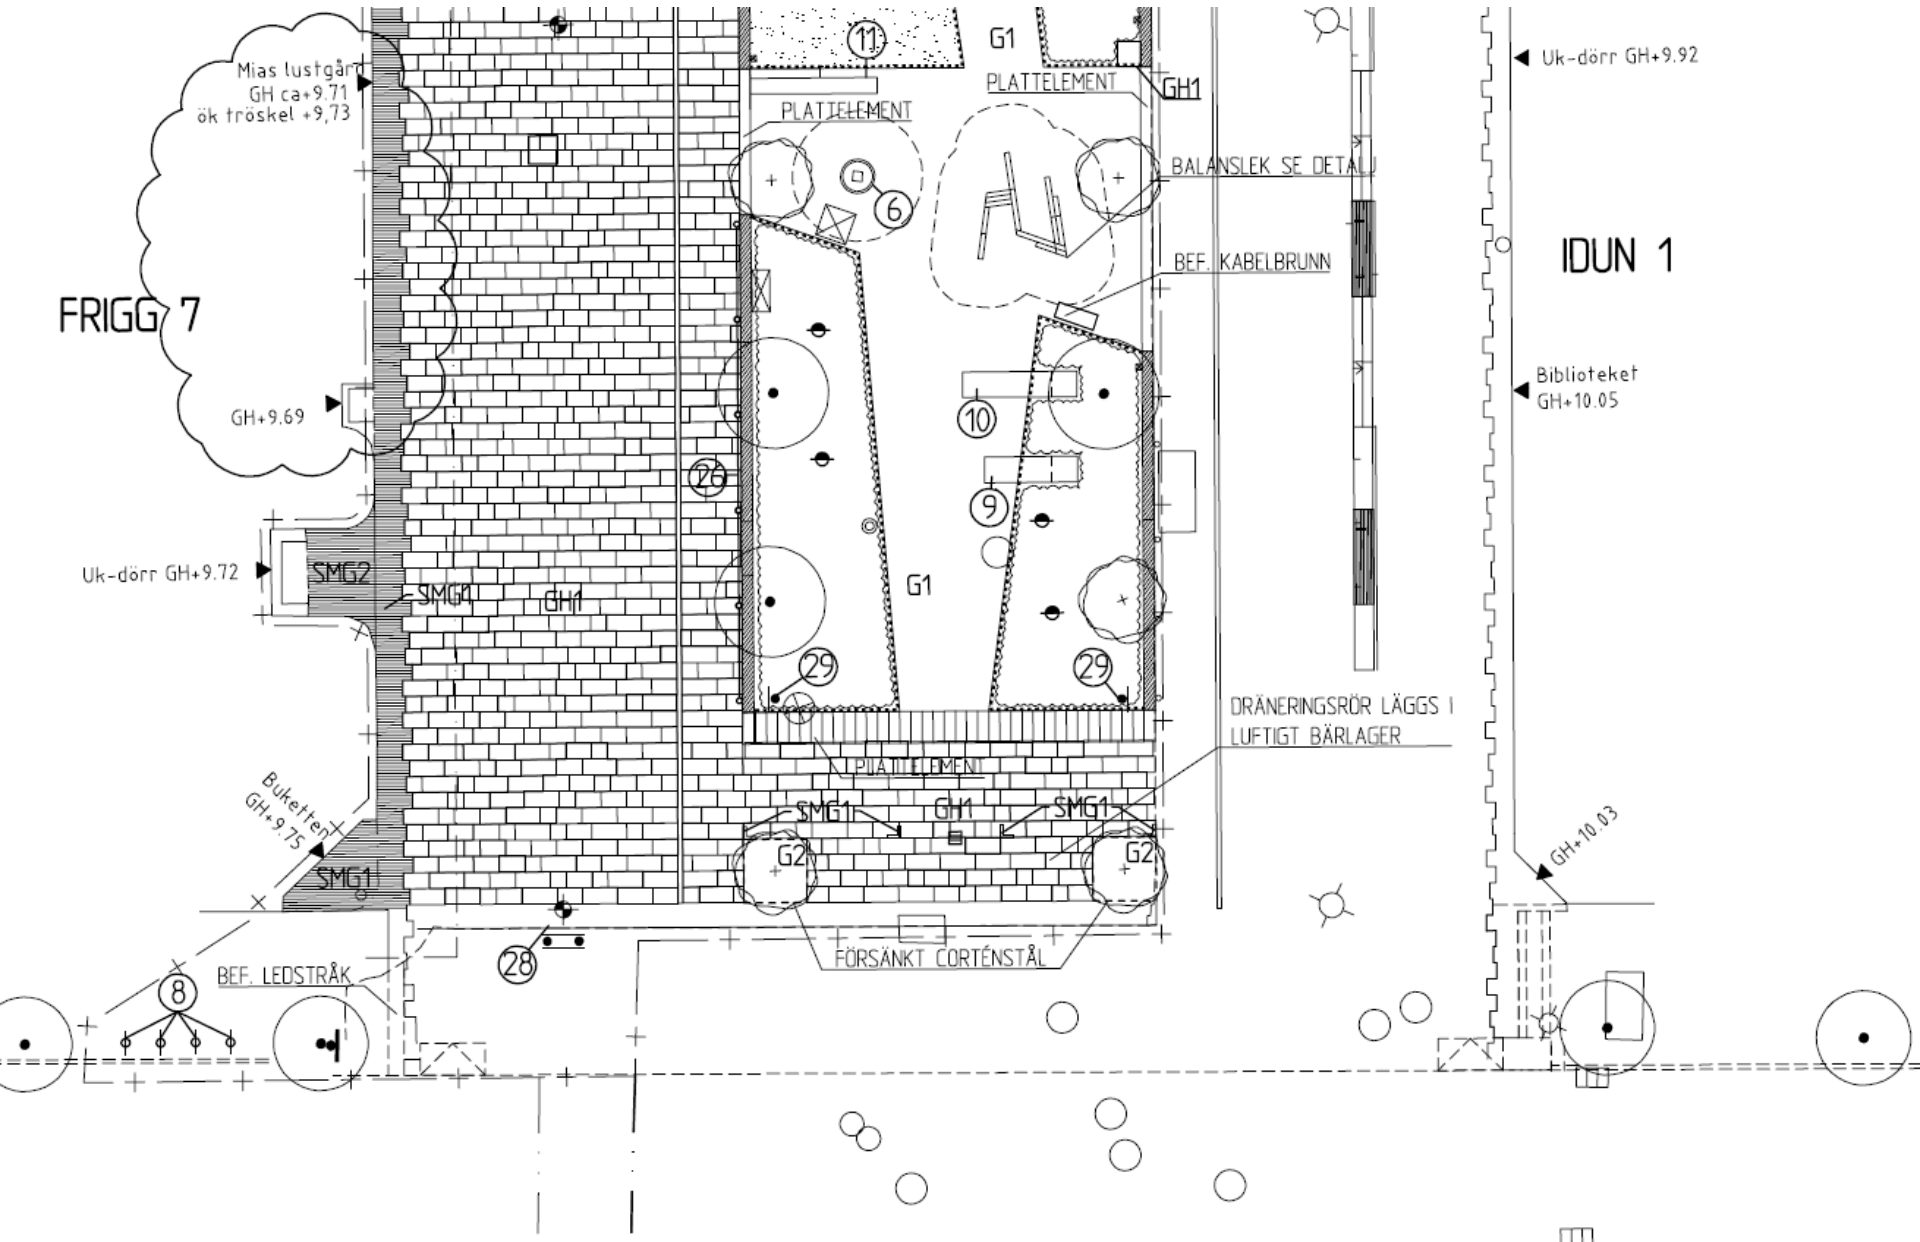 Mias lustgård
GH ca+9.71
ök tröskel +9,73
11
G1
PLATTELEMENT
GH1
PLATTELEMENT
Uk-dörr GH+9.92
6
BALANSLEK SE DETALJ
BEF. KABELBRUNN
IDUN 1
FRIGG 7
GH+9.69
10
Biblioteket
GH+10.05
26
9
Uk-dörr GH+9.72
SMG2
SMG1
GH1
G1
29
29
DRÄNERINGSRÖR LÄGGS I
LUFTIGT BÄRLAGER
PLATTELEMENT
Buketten
GH+9.75
SMG1
GH1
SMG1
G2
G2
GH+10.03
SMG1
28
FÖRSÄNKT CORTÉNSTÅL
BEF. LEDSTRÅK
8